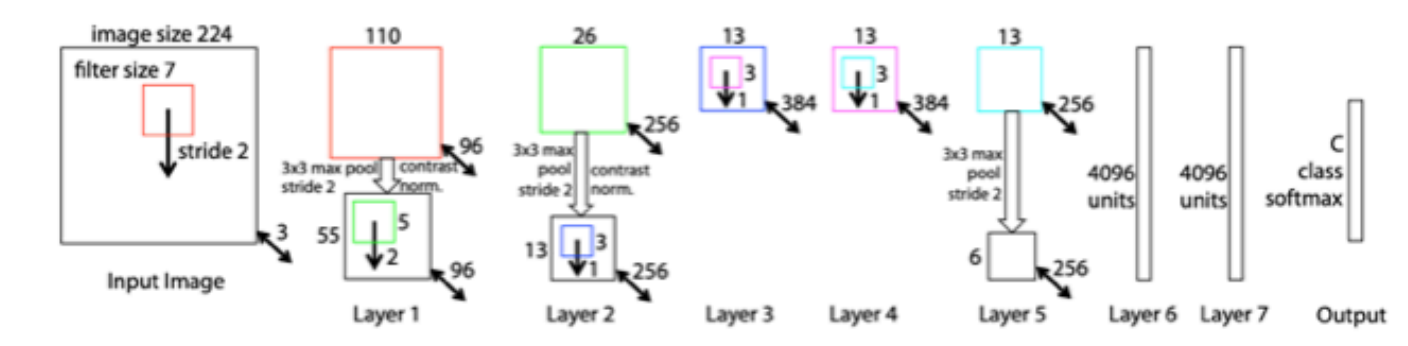 image size 224
filter size 7
stride 2
3
Input Image
110
96
3x3 max pool
stride 2
contrast
norm.
55
5
2
96
Layer 1
26
256
3x3 max
pool
stride 2
contrast
norm.
13
3
1
256
Layer 2
13
3
1
384
Layer 3
13
3
1
384
Layer 4
13
256
3x3 max
pool
stride 2
6
256
Layer 5
4096
units
Layer 6
4096
units
Layer 7
C
class
softmax
Output